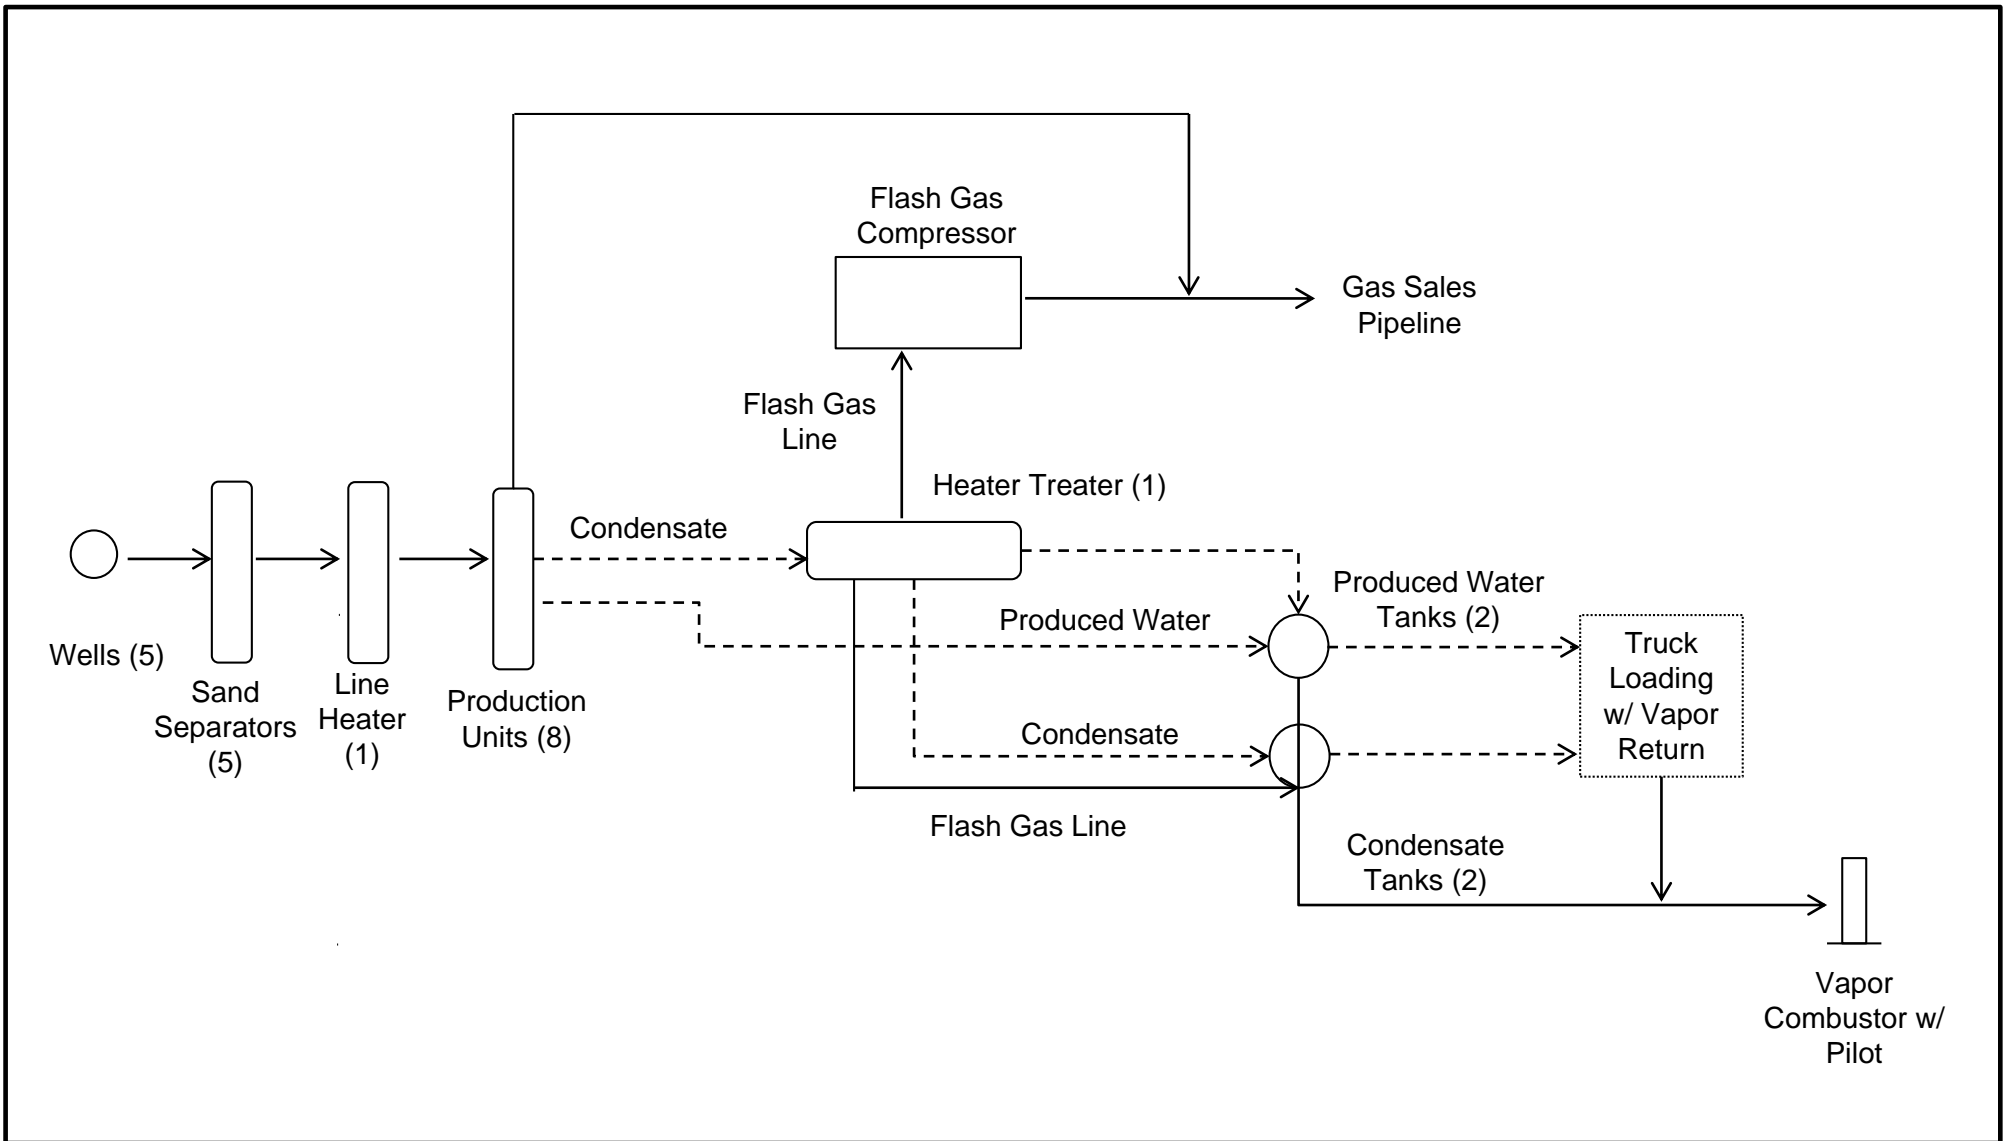 Flash Gas
Compressor
Gas Sales
Pipeline
Flash Gas
Line
Heater Treater (1)
Condensate
Produced Water
Tanks (2)
Produced Water
Truck
Loading
w/ Vapor
Return
Wells (5)
Sand
Separators
(5)
Line
Heater
(1)
Production
Units (8)
Condensate
Flash Gas Line
Condensate
Tanks (2)
Vapor
Combustor w/
Pilot